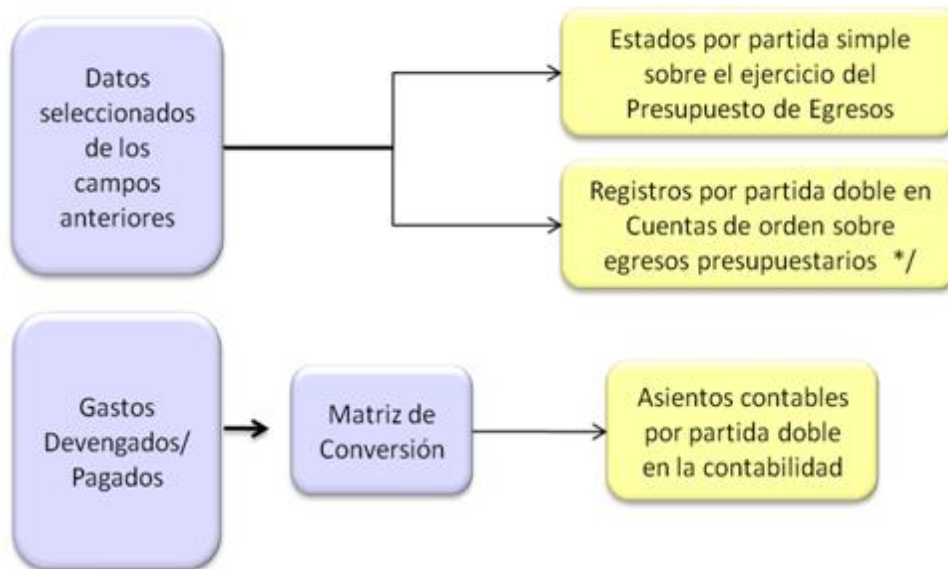 Datos
seleccionados
de los
campos
anteriores
Estados por partida simple
sobre el ejercicio del
Presupuesto de Egresos
Registros por partida doble en
Cuentas de orden sobre
egresos presupuestarios */
Gastos
Devengados/
Pagados
Matriz de
Conversión
Asientos contables
por partida doble
en la contabilidad